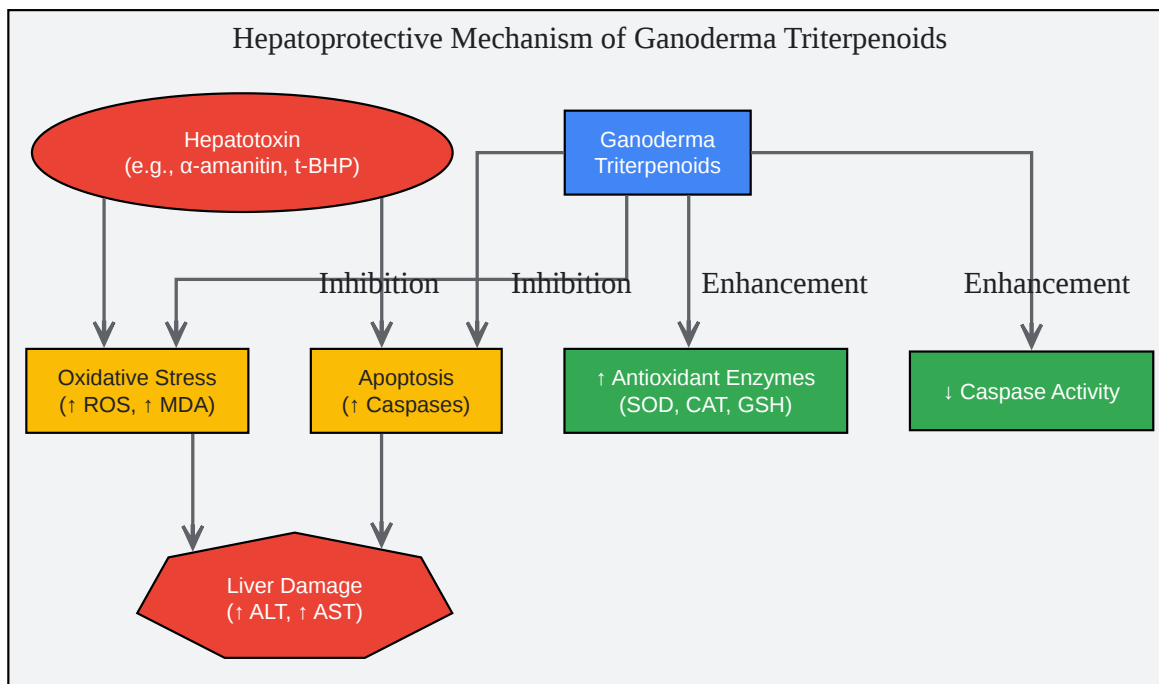 Hepatoprotective Mechanism of Ganoderma Triterpenoids
Hepatotoxin
(e.g., α-amanitin, t-BHP)
Ganoderma
Triterpenoids
Inhibition
Inhibition
Enhancement
Enhancement
Oxidative Stress
(↑ ROS, ↑ MDA)
Apoptosis
(↑ Caspases)
↑ Antioxidant Enzymes
(SOD, CAT, GSH)
↓ Caspase Activity
Liver Damage
(↑ ALT, ↑ AST)